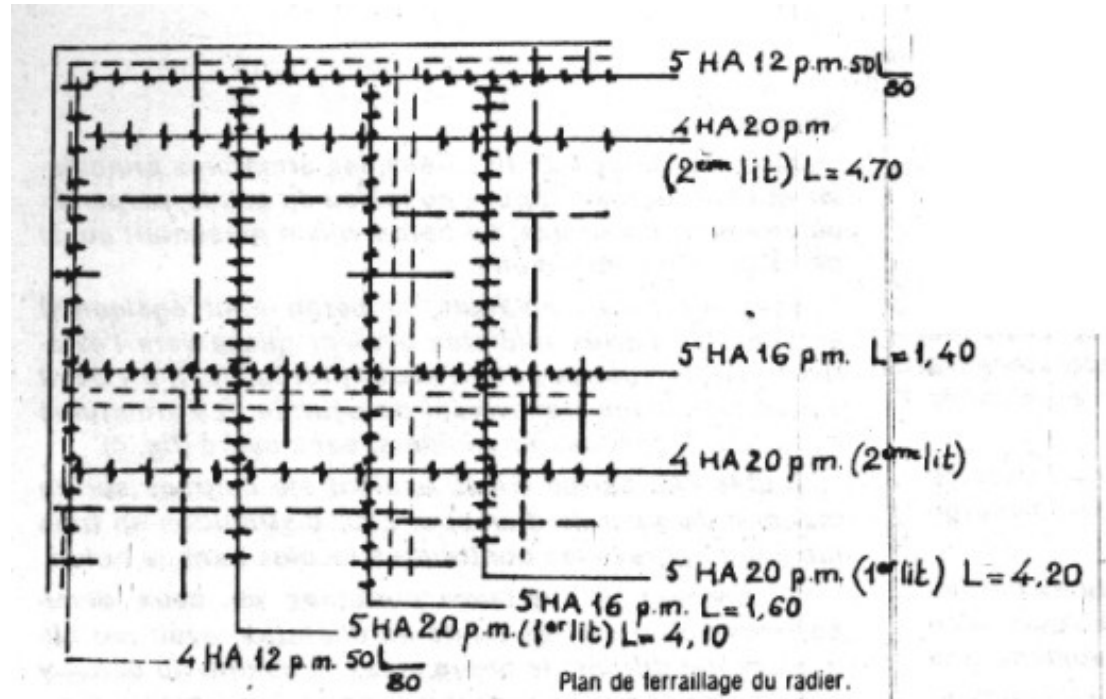 5 HA 12 p.m. 50
80
4 HA 20 p.m
(2èm lit) L= 4,70
5 HA 16 p.m. L= 1,40
4 HA 20 p.m. (2ème lit)
5 HA 20 p.m. (1er lit) L= 4,20
5 HA 16 p.m. L= 1,60
5 HA 20 p.m. (1er lit) L= 4,10
4 HA 12 p.m. 50
80
Plan de ferraillage du radier.